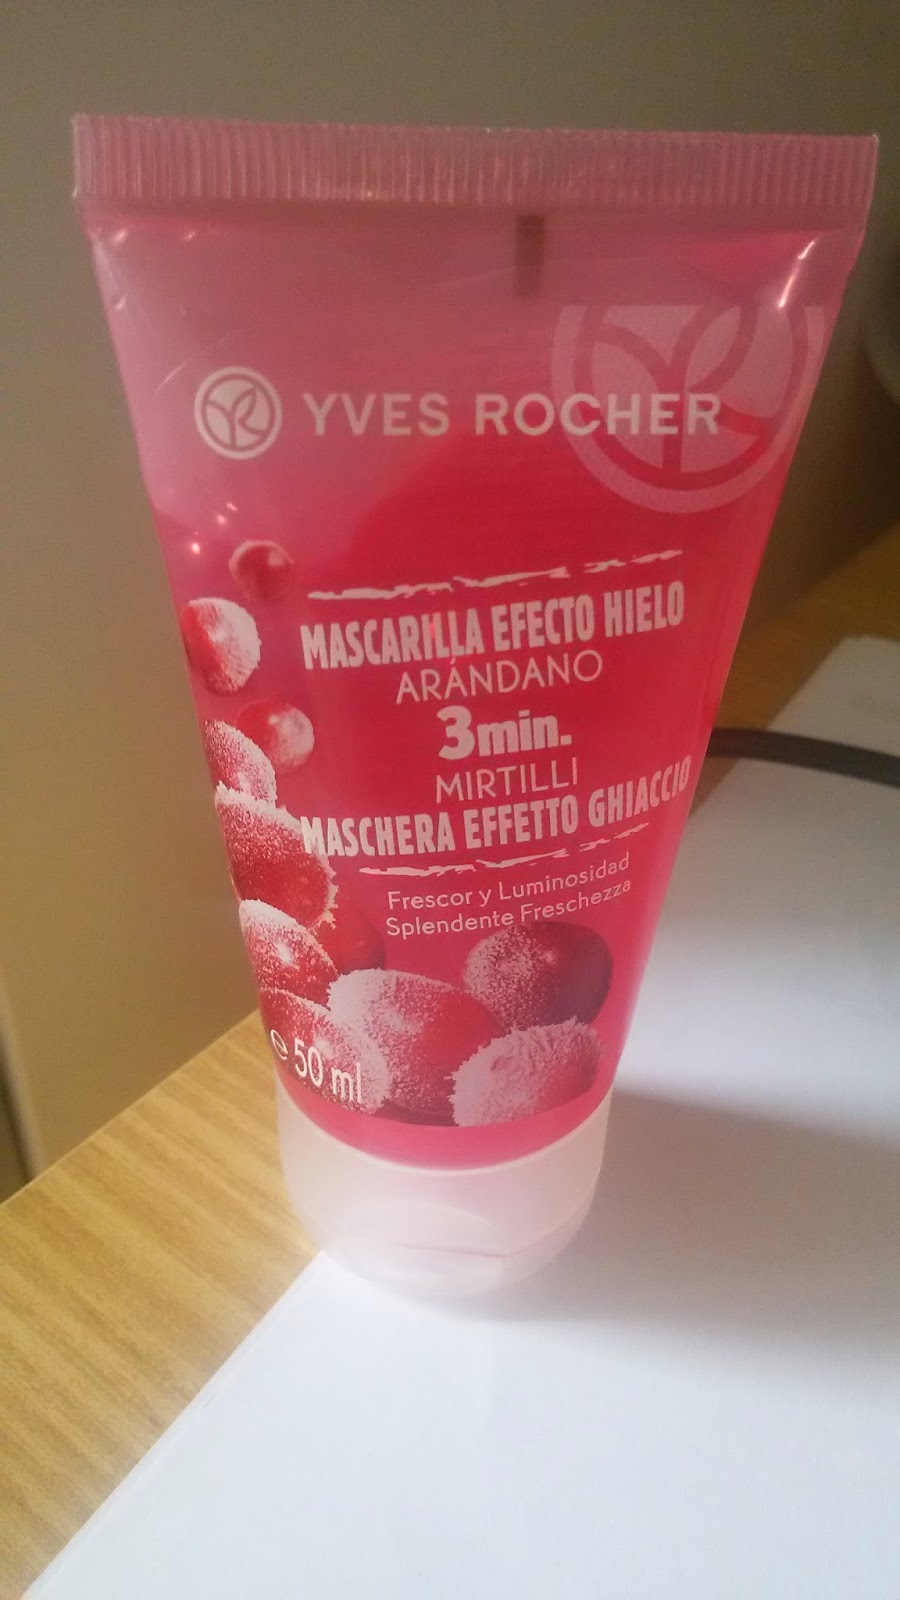 YVES ROCHER
MASCARILLA EFECTO HIELO
ARÁNDANO
3min.
MIRTILLI
MASCHERA EFFETTO GHIACCIO
Frescor y Luminosidad
Splendente Freschezza
e 50 ml